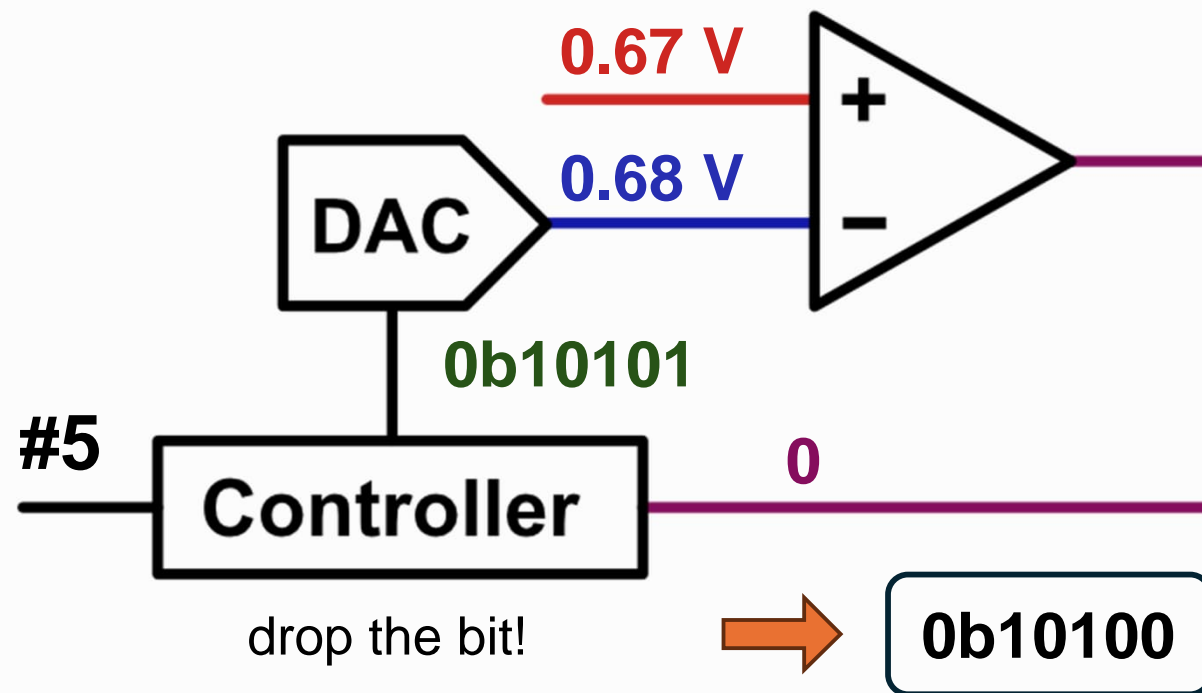 0.67 V
+
0.68 V
DAC
−
0b10101
#5
0
Controller
drop the bit!
0b10100